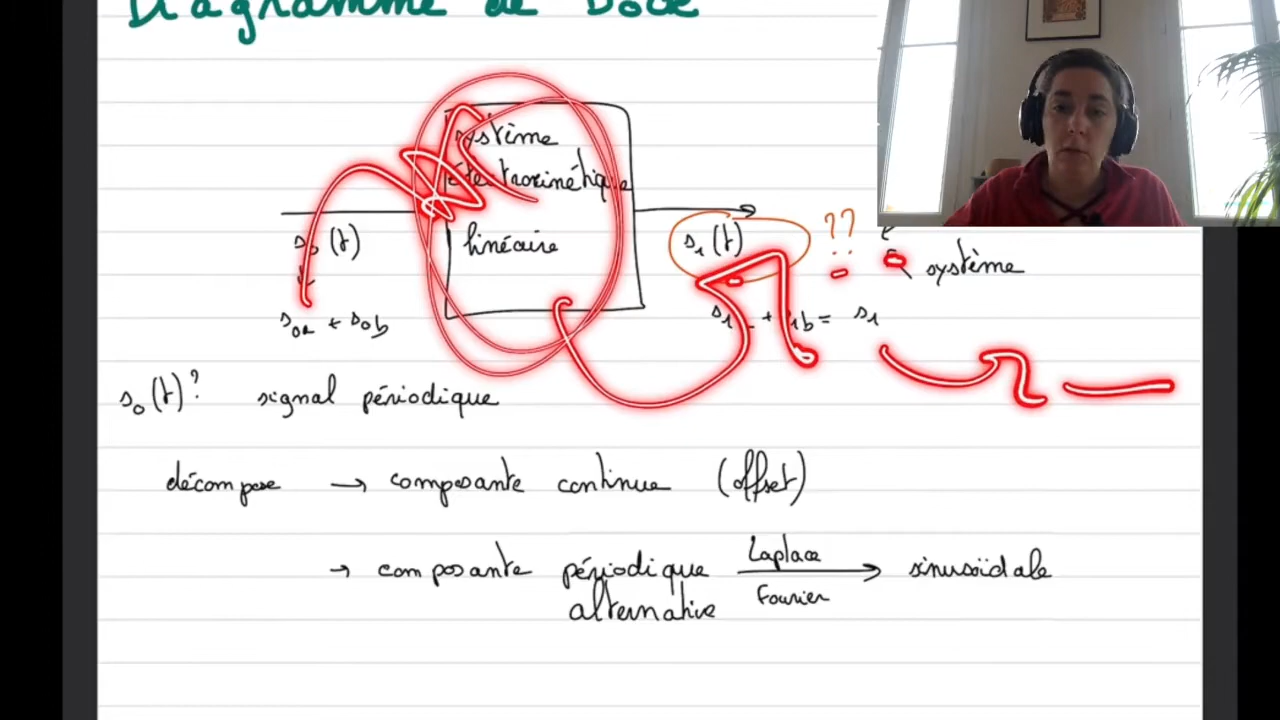 Diagramme de Bode
système
électrocinétique
linéaire
s₀(t)
s₁(t)
??
système
s₀ₐ + s₀b
+ s₁b = s₁
s₀(t)? signal périodique
décompose → composante continue (offset)
→ composante périodique alternative
Laplace
Fourier
→ sinusoïdale